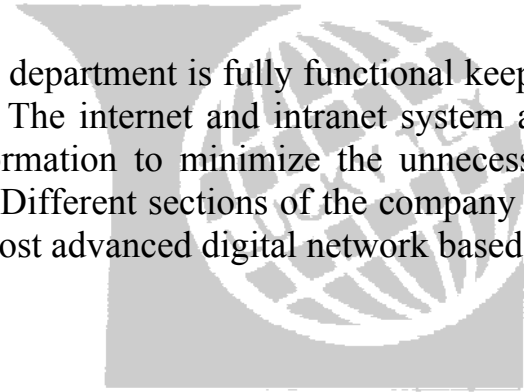 department is fully functional keep
The internet and intranet system a
ormation to minimize the unnecess
Different sections of the company
ost advanced digital network based